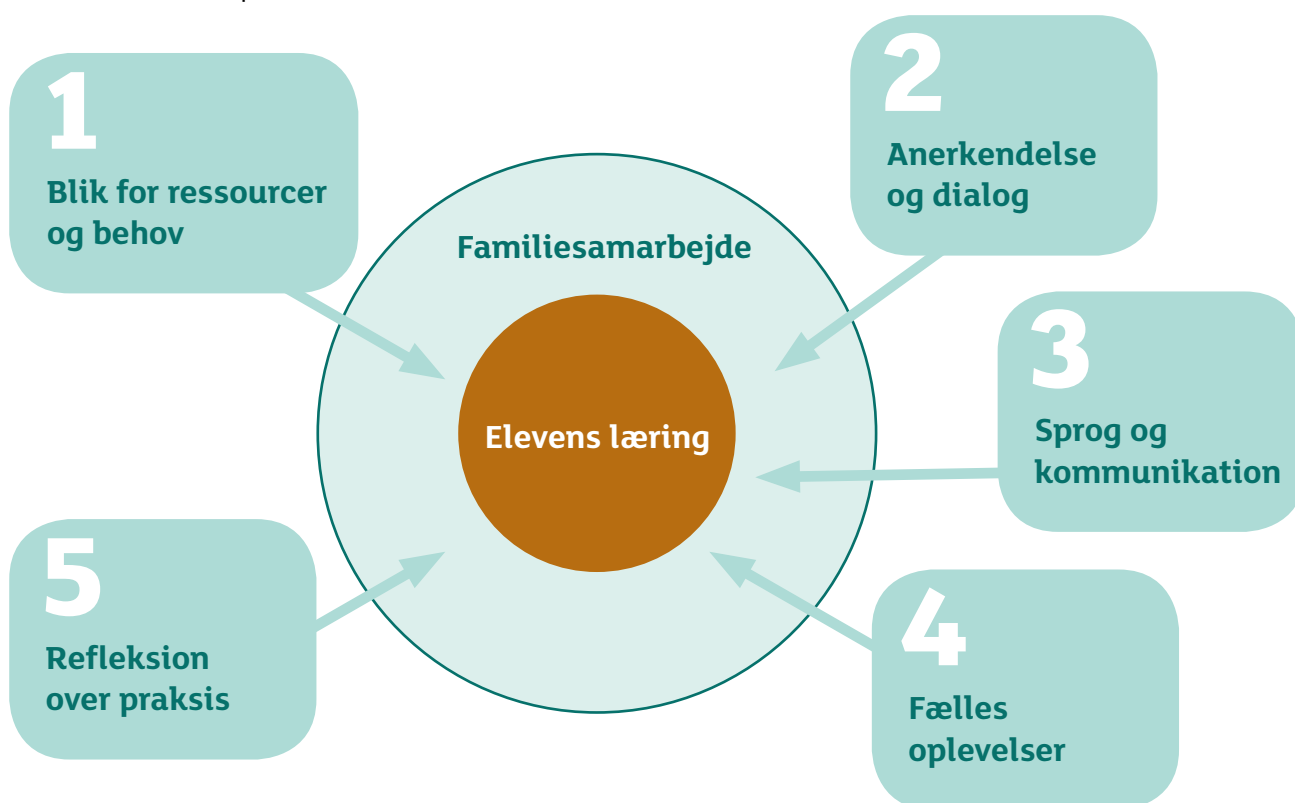 1
Blik for ressourcer
og behov
2
Anerkendelse
og dialog
Familiesamarbejde
3
Sprog og
kommunikation
Elevens læring
5
Refleksion
over praksis
4
Fælles
oplevelser